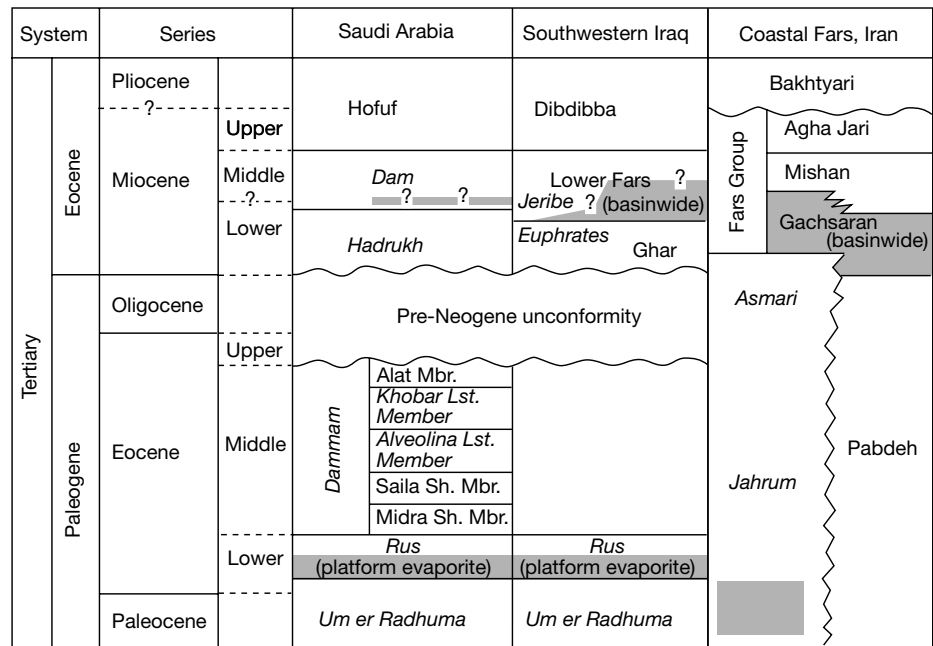 System Series Saudi Arabia Southwestern Iraq Coastal Fars, Iran
Tertiary
Eocene
Paleogene
Pliocene
?
Miocene
Oligocene
Eocene
Paleocene
Upper
Middle
?
Lower
Upper
Middle
Lower
Hofuf
Dam
? ?
Hadrukh
Pre-Neogene unconformity
Dammam
Alat Mbr.
Khobar Lst.
Member
Alveolina Lst.
Member
Saila Sh. Mbr.
Midra Sh. Mbr.
Rus
(platform evaporite)
Um er Radhuma
Dibdibba
Lower Fars ?
Jeribe ? (basinwide)
Euphrates
Ghar
Rus
(platform evaporite)
Um er Radhuma
Bakhtyari
Fars Group
Agha Jari
Mishan
Gachsaran
(basinwide)
Asmari
Jahrum
Pabdeh